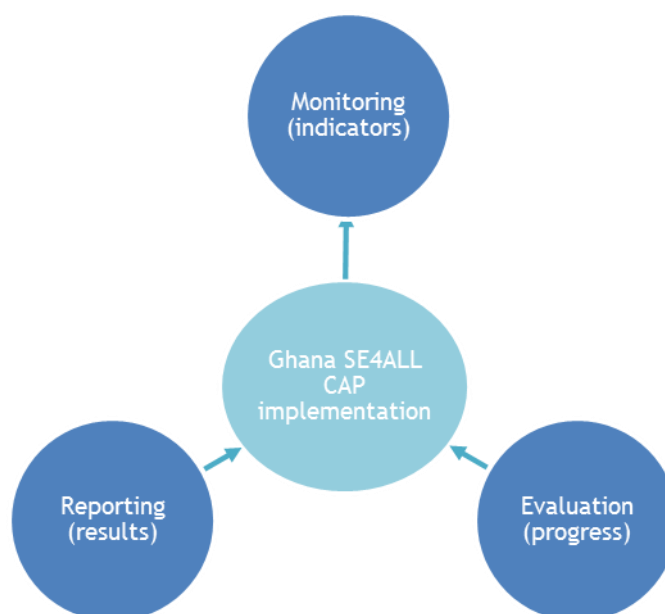 Monitoring
(indicators)
Ghana SE4ALL
CAP
implementation
Reporting
(results)
Evaluation
(progress)